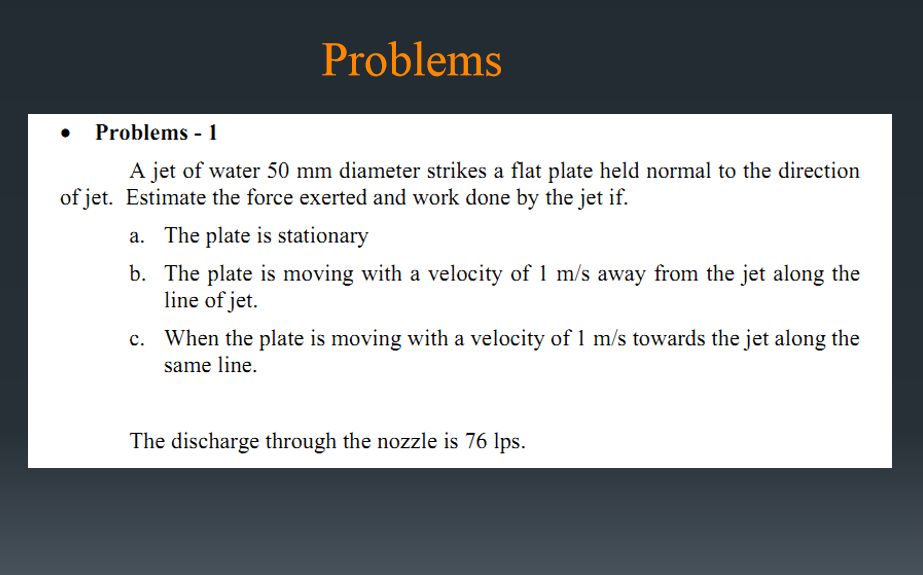 Problems
• Problems - 1
A jet of water 50 mm diameter strikes a flat plate held normal to the direction
of jet. Estimate the force exerted and work done by the jet if.
a. The plate is stationary
b. The plate is moving with a velocity of 1 m/s away from the jet along the
line of jet.
c. When the plate is moving with a velocity of 1 m/s towards the jet along the
same line.
The discharge through the nozzle is 76 lps.